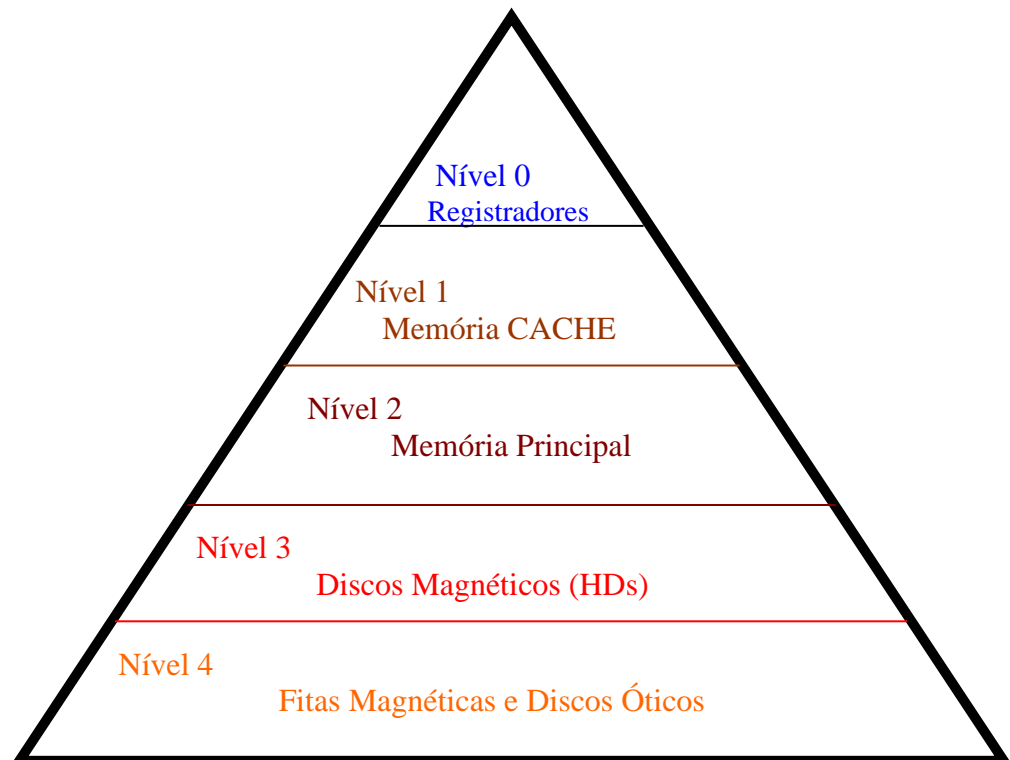 Nível 0
Registradores
Nível 1
Memória CACHE
Nível 2
Memória Principal
Nível 3
Discos Magnéticos (HDs)
Nível 4
Fitas Magnéticas e Discos Óticos